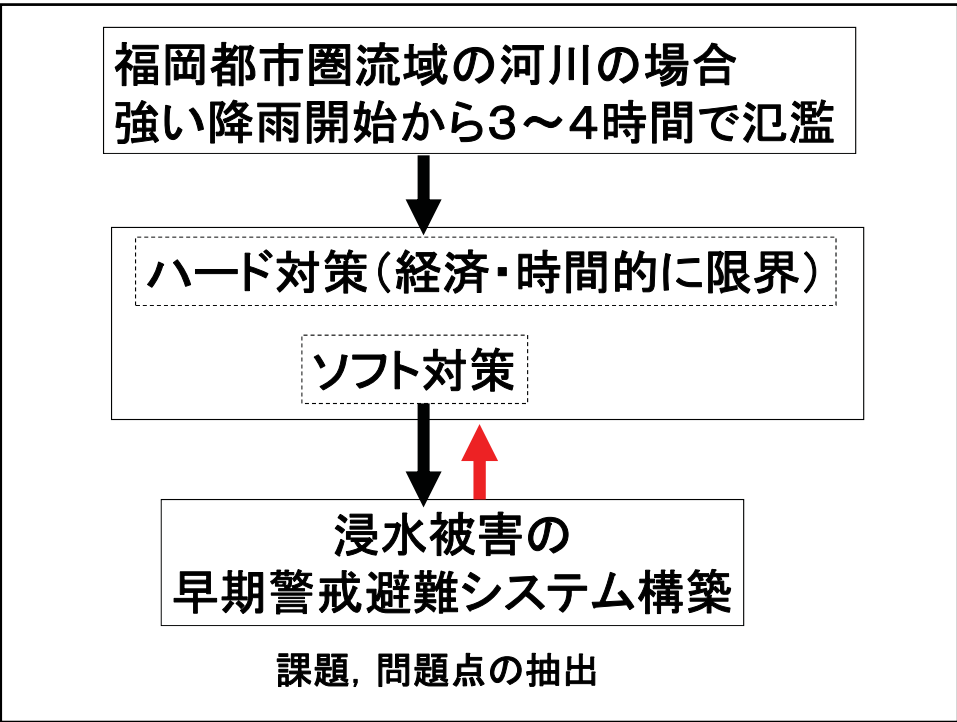 福岡都市圏流域の河川の場合
強い降雨開始から３～４時間で氾濫
ハード対策（経済・時間的に限界）
ソフト対策
浸水被害の
早期警戒避難システム構築
課題，問題点の抽出